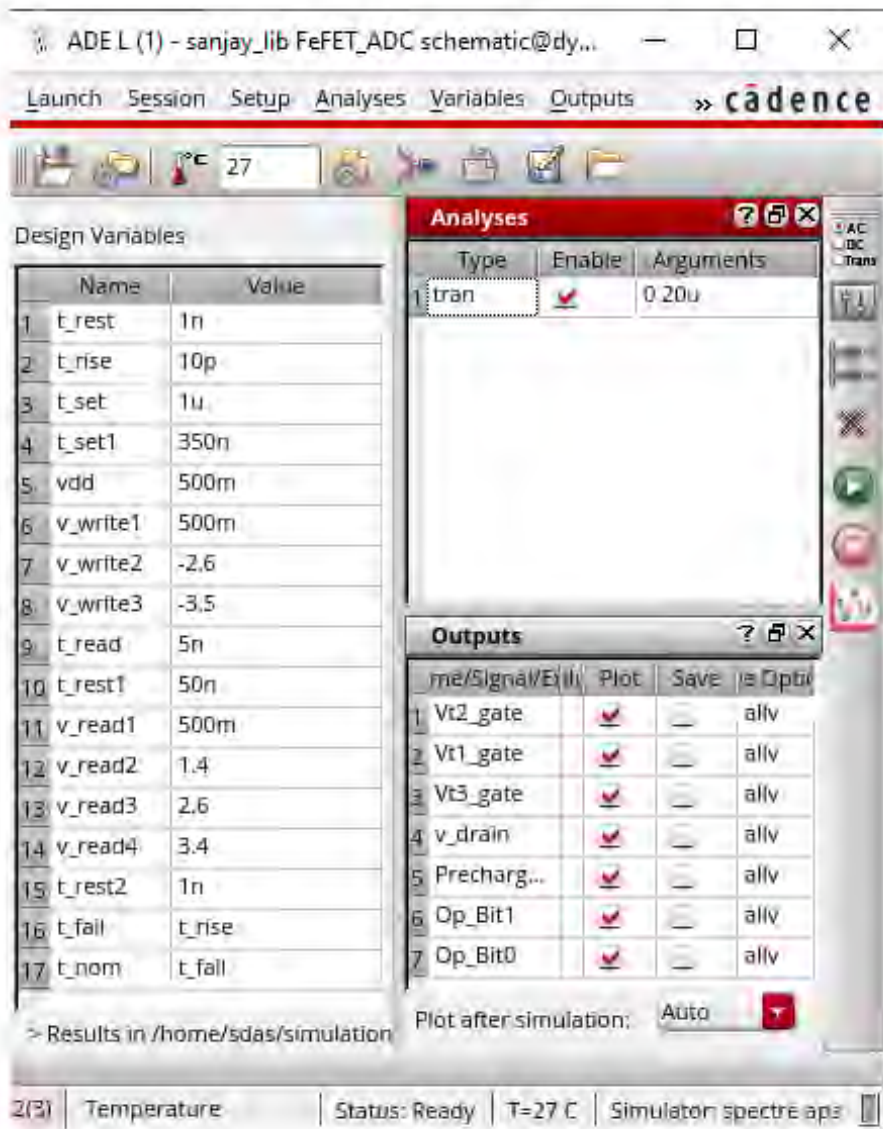 ADE L (1) - sanjay_lib FeFET_ADC schematic@dy...
Launch Session Setup Analyses Variables Outputs » cādence
°C 27
Design Variables
Name Value
1 t_rest 1n
2 t_rise 10p
3 t_set 1u
4 t_set1 350n
5 vdd 500m
6 v_write1 500m
7 v_write2 -2.6
8 v_write3 -3.5
9 t_read 5n
10 t_rest1 50n
11 v_read1 500m
12 v_read2 1.4
13 v_read3 2.6
14 v_read4 3.4
15 t_rest2 1n
16 t_fall t_rise
17 t_nom t_fall
> Results in /home/sdas/simulation
Analyses
Type Enable Arguments
1 tran 0 20u
AC
DC
Trans
Outputs
me/Signal/E Plot Save Opti
1 Vt2_gate allv
2 Vt1_gate allv
3 Vt3_gate allv
4 v_drain allv
5 Precharg... allv
6 Op_Bit1 allv
7 Op_Bit0 allv
Plot after simulation: Auto
2(3) Temperature Status: Ready T=27 C Simulator: spectre aps